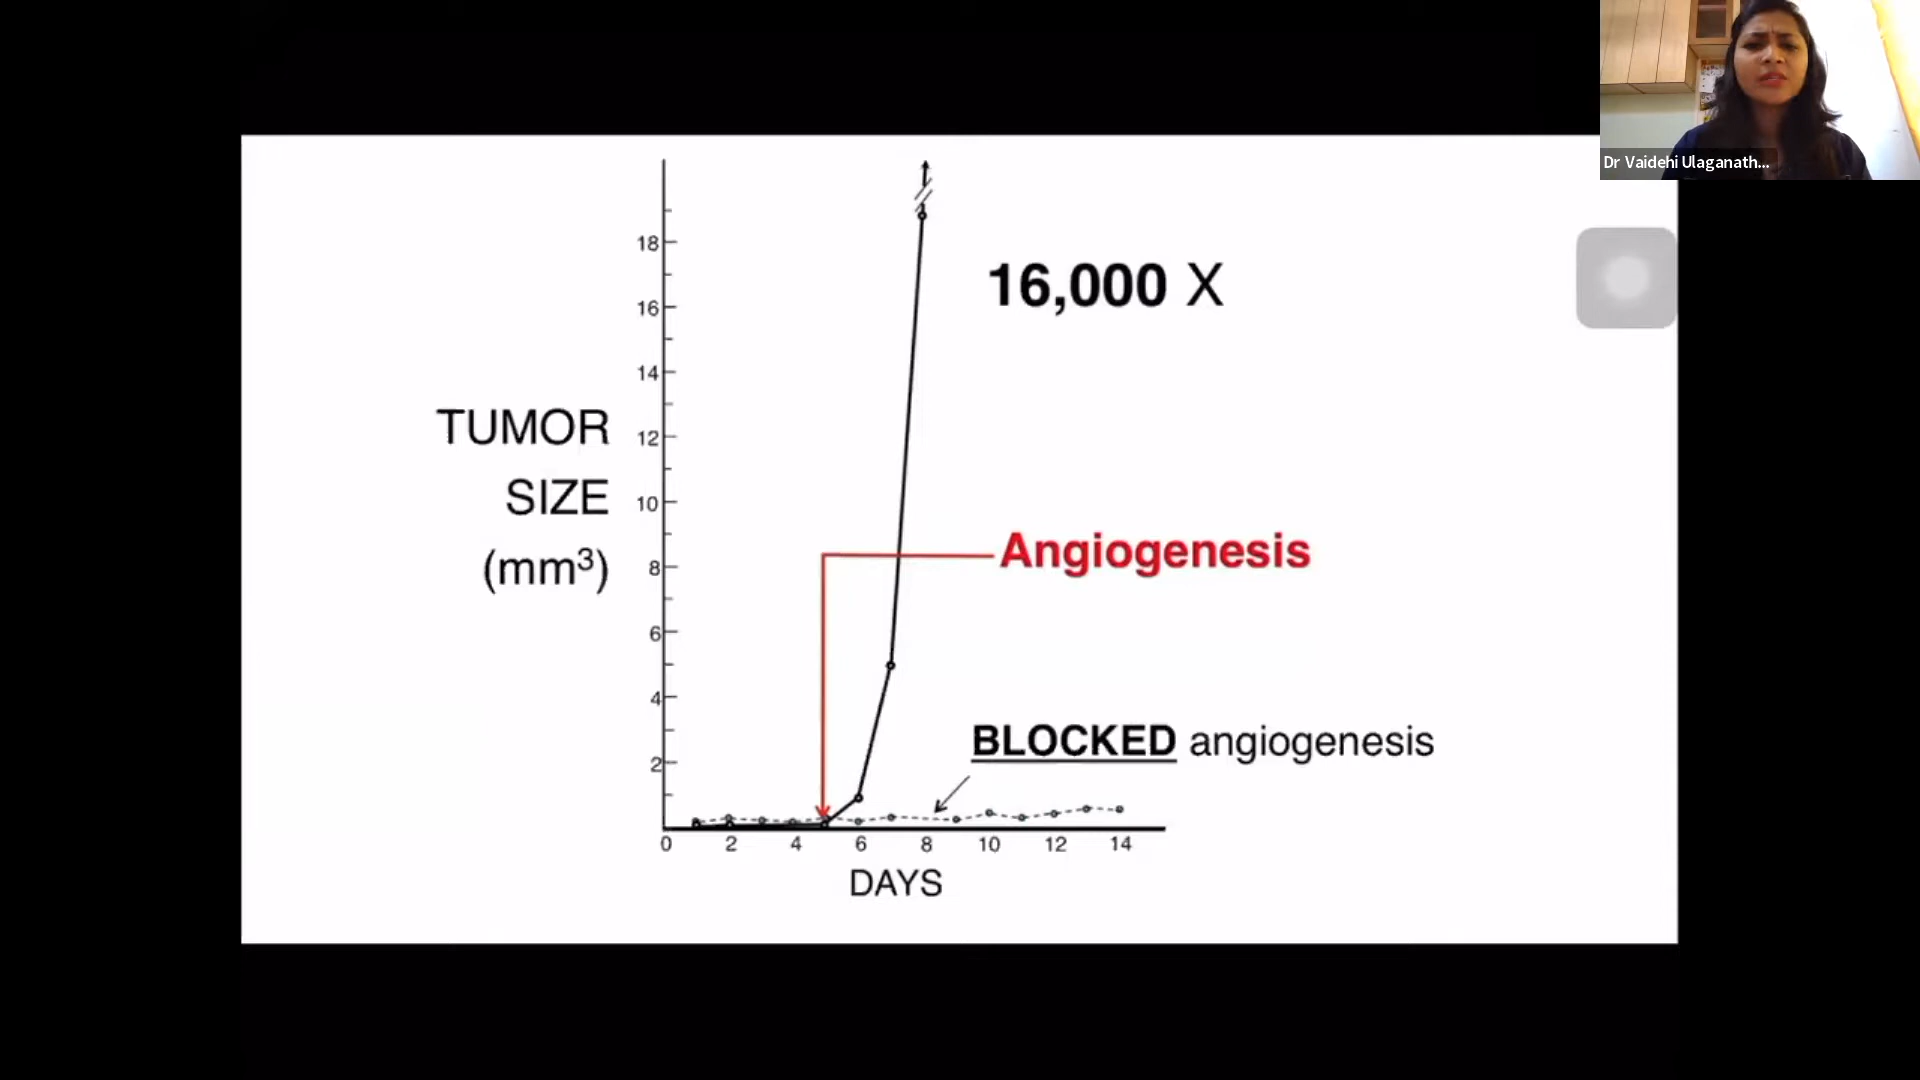 Dr Vaidehi Ulaganath...
18
16,000 X
16
14
TUMOR
12
SIZE
10
Angiogenesis
(mm³)
8
6
4
BLOCKED angiogenesis
2
0 2 4 6 8 10 12 14
DAYS